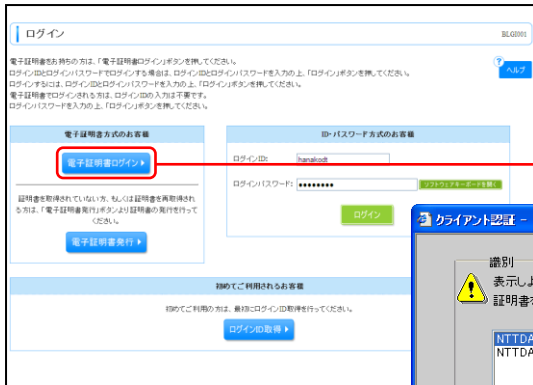 ログイン
BLGI001
電子証明書をお持ちの方は、「電子証明書ログイン」ボタンを押してください。
ログインIDとログインパスワードでログインする場合は、ログインIDとログインパスワードを入力の上、「ログイン」ボタンを押してください。
ログインするには、ログインIDとログインパスワードを入力の上、「ログイン」ボタンを押してください。
電子証明書でログインされる方は、ログインIDの入力は不要です。
ログインパスワードを入力の上、「ログイン」ボタンを押してください。
?
ヘルプ
電子証明書方式のお客様
電子証明書ログイン
証明書を取得されていない方、もしくは証明書を再取得され
る方は、「電子証明書発行」ボタンより証明書の発行を行って
ください。
電子証明書発行
ID・パスワード方式のお客様
ログインID:
hanakodt
ログインパスワード:
ソフトウェアキーボードを開く
ログイン
初めてご利用されるお客様
初めてご利用の方は、最初にログインID取得を行ってください。
ログインID取得
クライアント認証 -
識別
表示しよ
証明書を
NTTDA
NTTDA